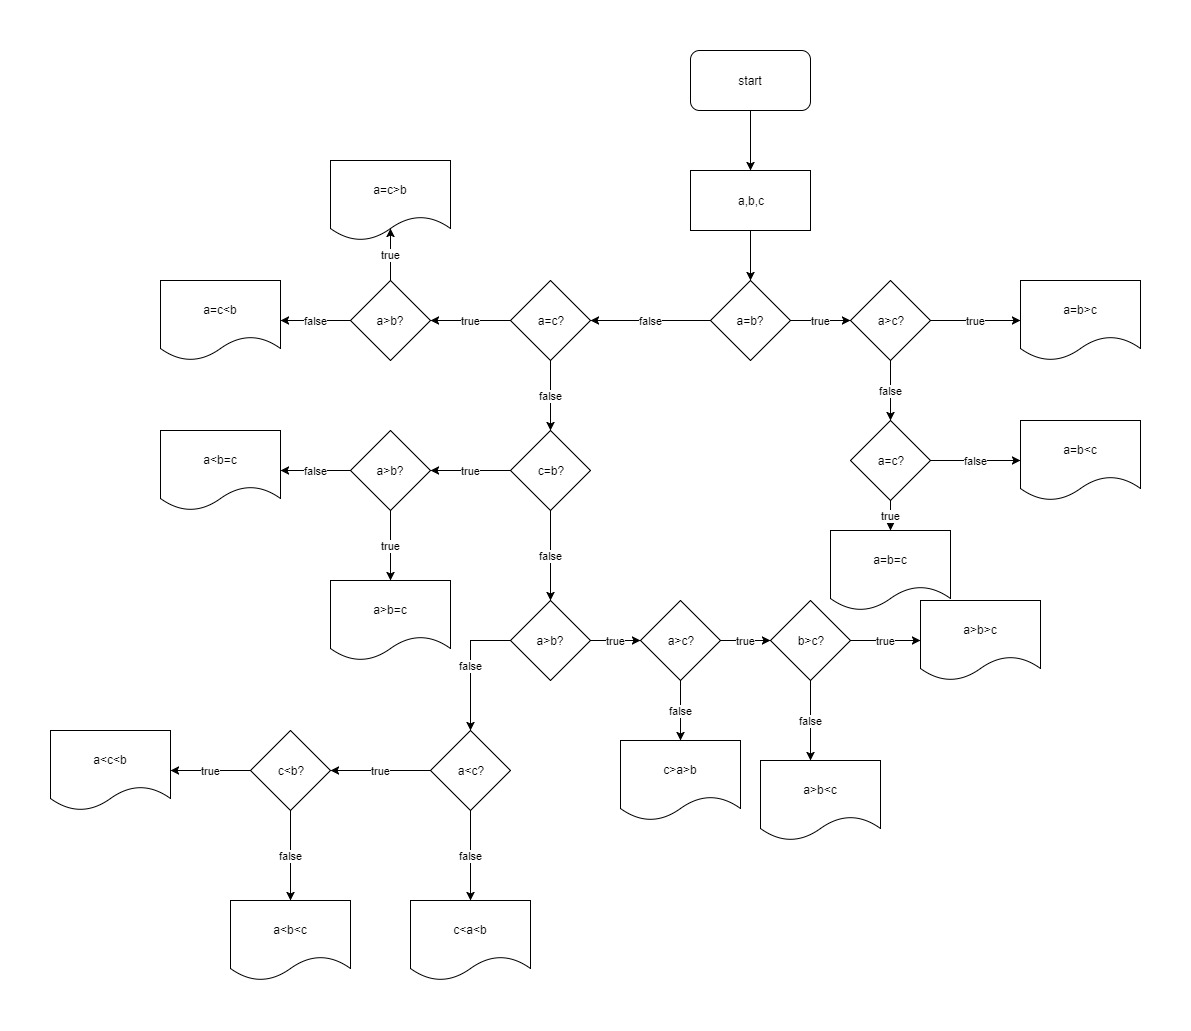 start
a=c>b
a,b,c
true
a=c<b
false
a>b?
true
a=c?
false
a=b?
true
a>c?
true
a=b>c
false
false
a<b=c
false
a>b?
true
c=b?
a=c?
false
a=b<c
true
true
false
a=b=c
a>b=c
a>b?
true
a>c?
true
b>c?
true
a>b>c
false
false
false
a<c<b
true
c<b?
true
a<c?
c>a>b
a>b<c
false
false
a<b<c
c<a<b